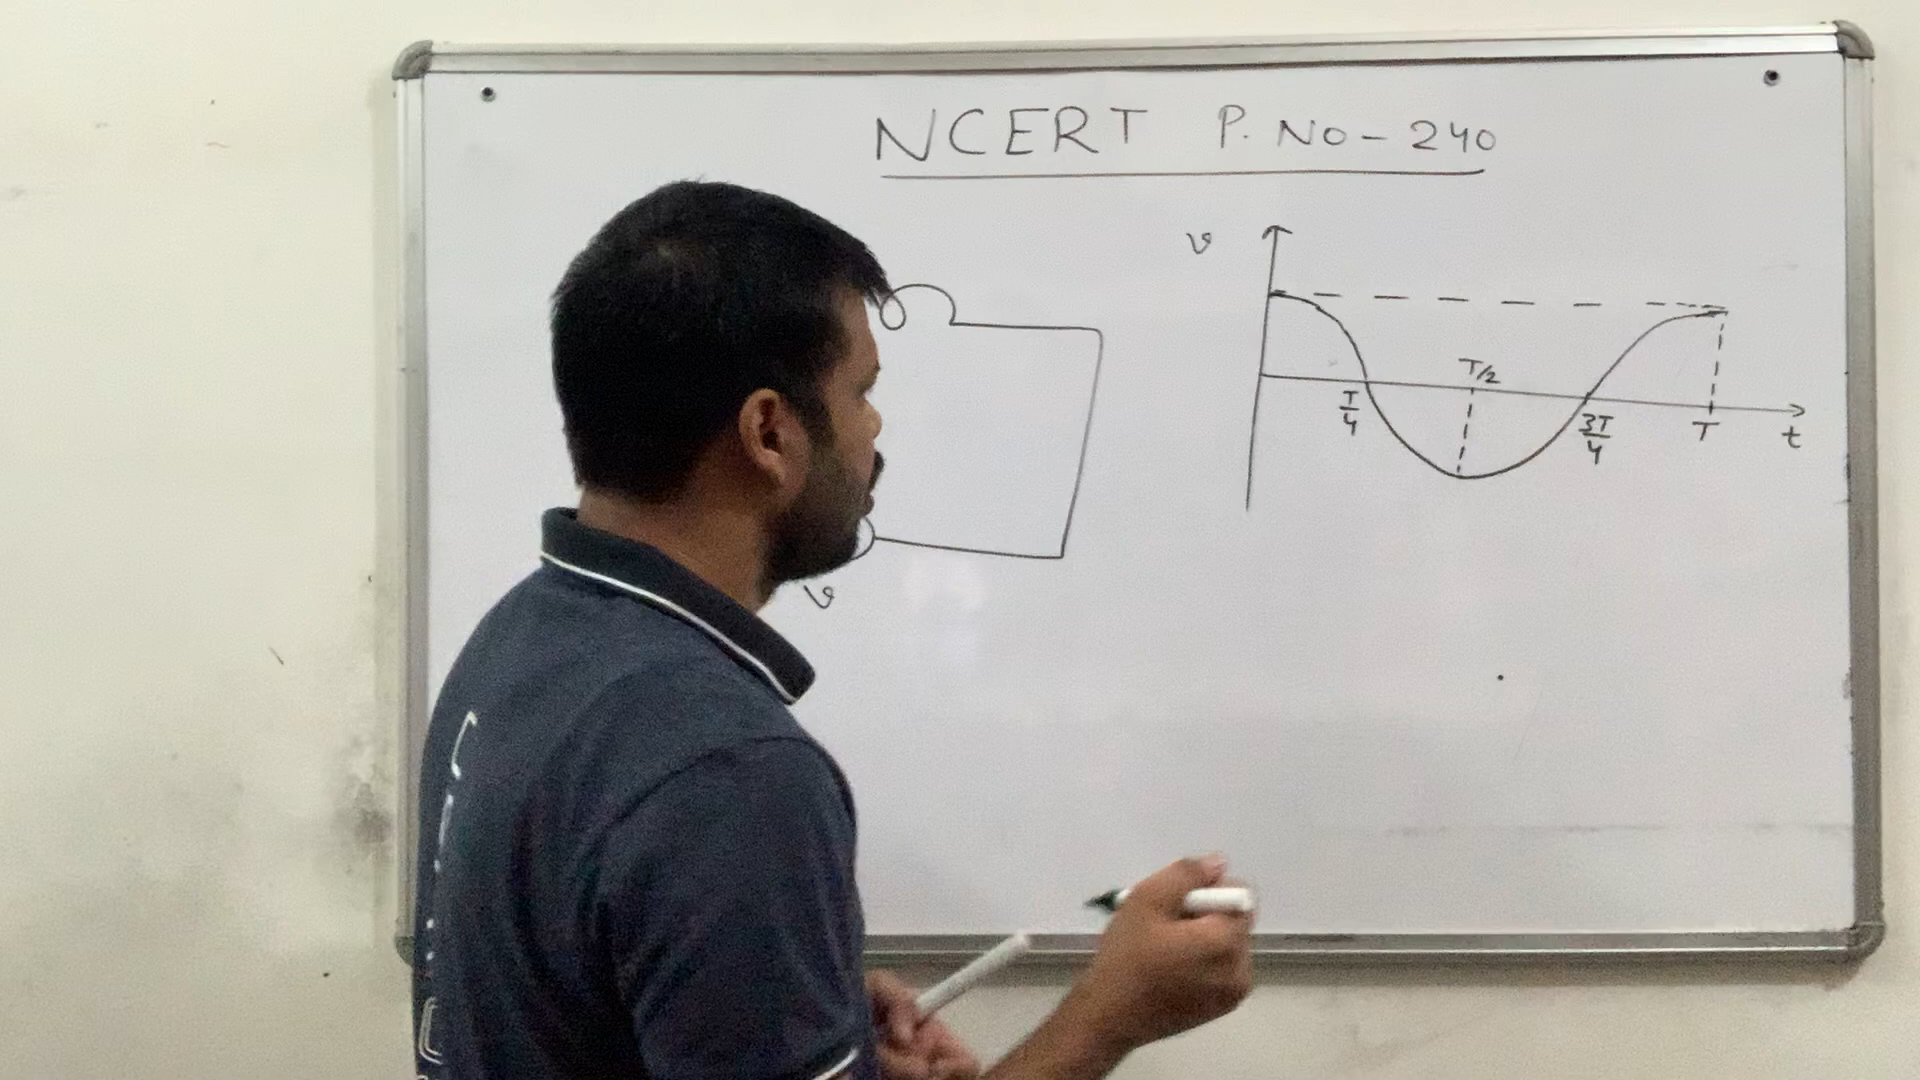 NCERT P. NO - 240
v
T/2
T/4
3T/4
T
t
v